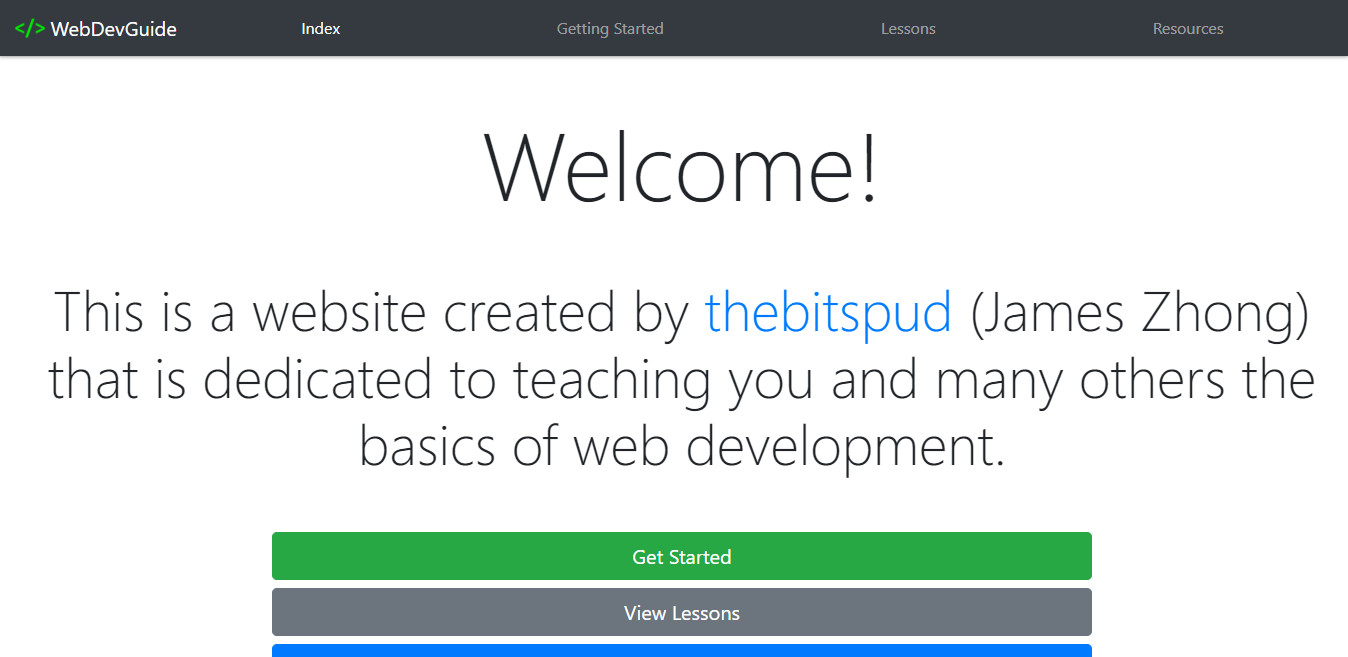 </> WebDevGuide Index Getting Started Lessons Resources
Welcome!
This is a website created by thebitspud (James Zhong)
that is dedicated to teaching you and many others the
basics of web development.
Get Started
View Lessons